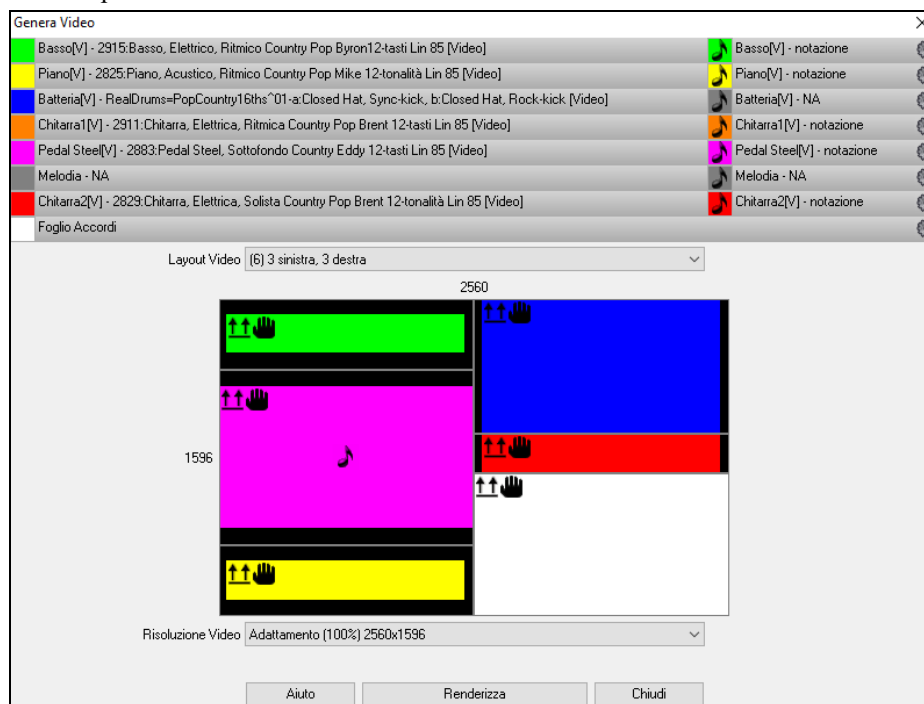 Genera Video
Basso[V] - 2915:Basso, Elettrico, Ritmico Country Pop Byron12-tasti Lin 85 [Video] Basso[V] - notazione
Piano[V] - 2825:Piano, Acustico, Ritmico Country Pop Mike 12-tonalità Lin 85 [Video] Piano[V] - notazione
Batteria[V] - RealDrums=PopCountry16ths^01-a:Closed Hat, Sync-kick, b:Closed Hat, Rock-kick [Video] Batteria[V] - NA
Chitarra1[V] - 2911:Chitarra, Elettrica, Ritmica Country Pop Brent 12-tasti Lin 85 [Video] Chitarra1[V] - notazione
Pedal Steel[V] - 2883:Pedal Steel, Sottofondo Country Eddy 12-tasti Lin 85 [Video] Pedal Steel[V] - notazione
Melodia - NA Melodia - NA
Chitarra2[V] - 2829:Chitarra, Elettrica, Solista Country Pop Brent 12-tonalità Lin 85 [Video] Chitarra2[V] - notazione
Foglio Accordi
Layout Video (6) 3 sinistra, 3 destra
2560
1596
Risoluzione Video Adattamento (100%) 2560x1596
Aiuto Renderizza Chiudi